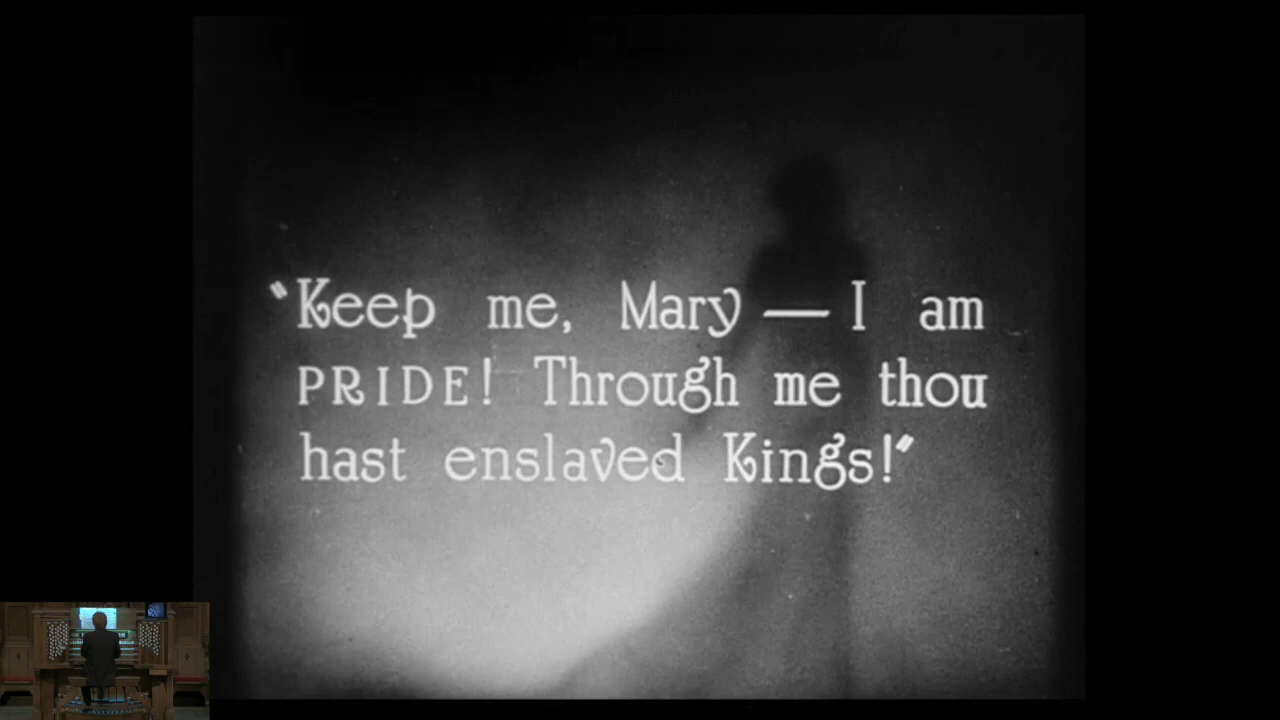 "Keep me, Mary — I am
PRIDE! Through me thou
hast enslaved Kings!"